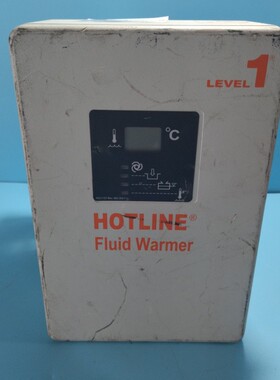 LEVEL 1
°C
HOTLINE®
Fluid Warmer